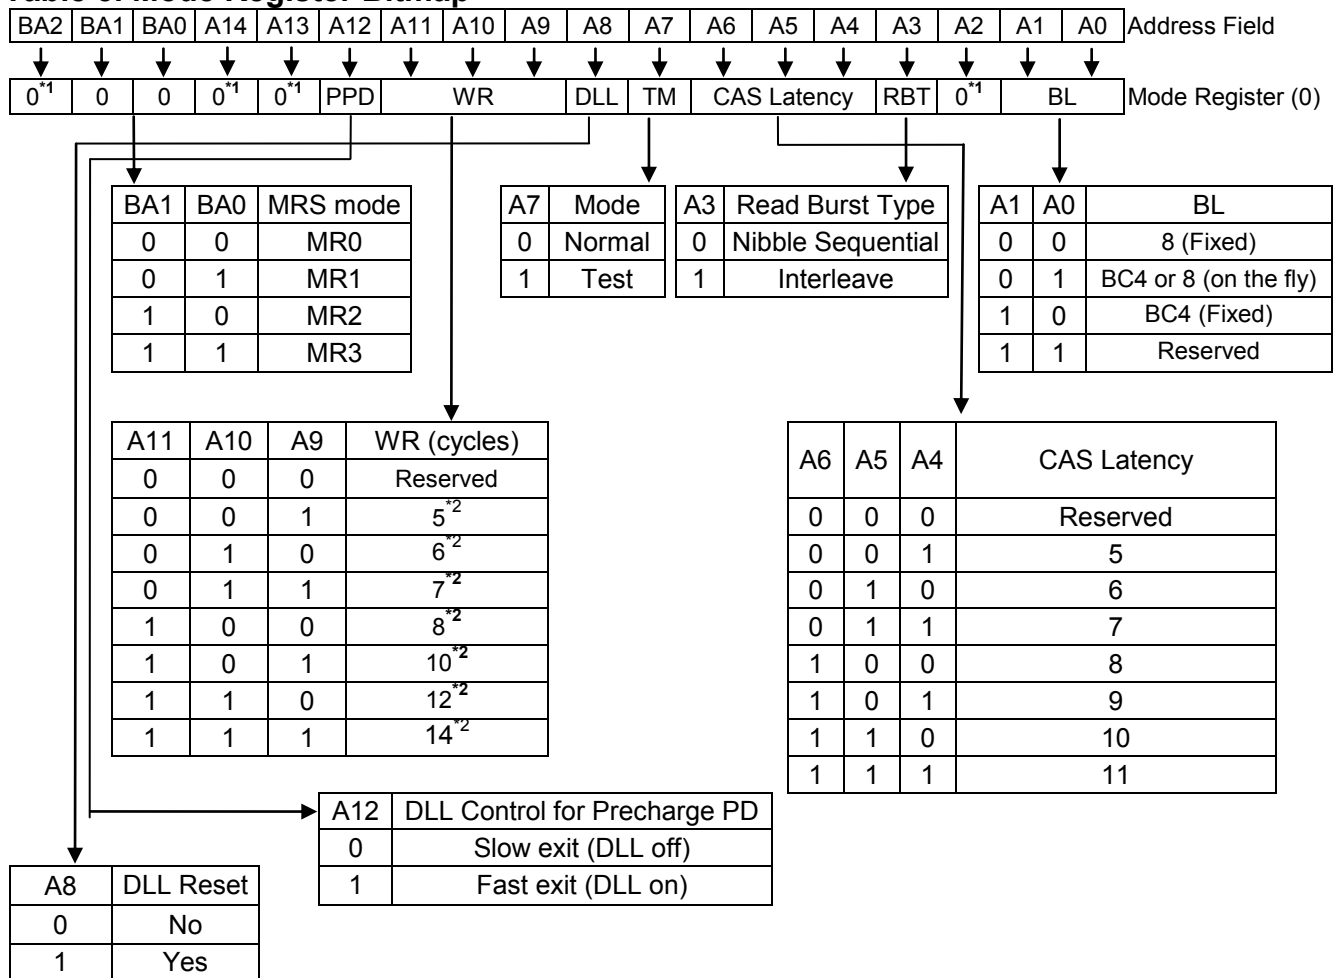 Table 6. Mode Register Bitmap
BA2 BA1 BA0 A14 A13 A12 A11 A10 A9 A8 A7 A6 A5 A4 A3 A2 A1 A0 Address Field
0*1 0 0 0*1 0*1 PPD WR DLL TM CAS Latency RBT 0*1 BL Mode Register (0)
BA1 BA0 MRS mode
0 0 MR0
0 1 MR1
1 0 MR2
1 1 MR3
A7 Mode
0 Normal
1 Test
A3 Read Burst Type
0 Nibble Sequential
1 Interleave
A1 A0 BL
0 0 8 (Fixed)
0 1 BC4 or 8 (on the fly)
1 0 BC4 (Fixed)
1 1 Reserved
A11 A10 A9 WR (cycles)
0 0 0 Reserved
0 0 1 5*2
0 1 0 6*2
0 1 1 7*2
1 0 0 8*2
1 0 1 10*2
1 1 0 12*2
1 1 1 14*2
A6 A5 A4 CAS Latency
0 0 0 Reserved
0 0 1 5
0 1 0 6
0 1 1 7
1 0 0 8
1 0 1 9
1 1 0 10
1 1 1 11
A12 DLL Control for Precharge PD
0 Slow exit (DLL off)
1 Fast exit (DLL on)
A8 DLL Reset
0 No
1 Yes